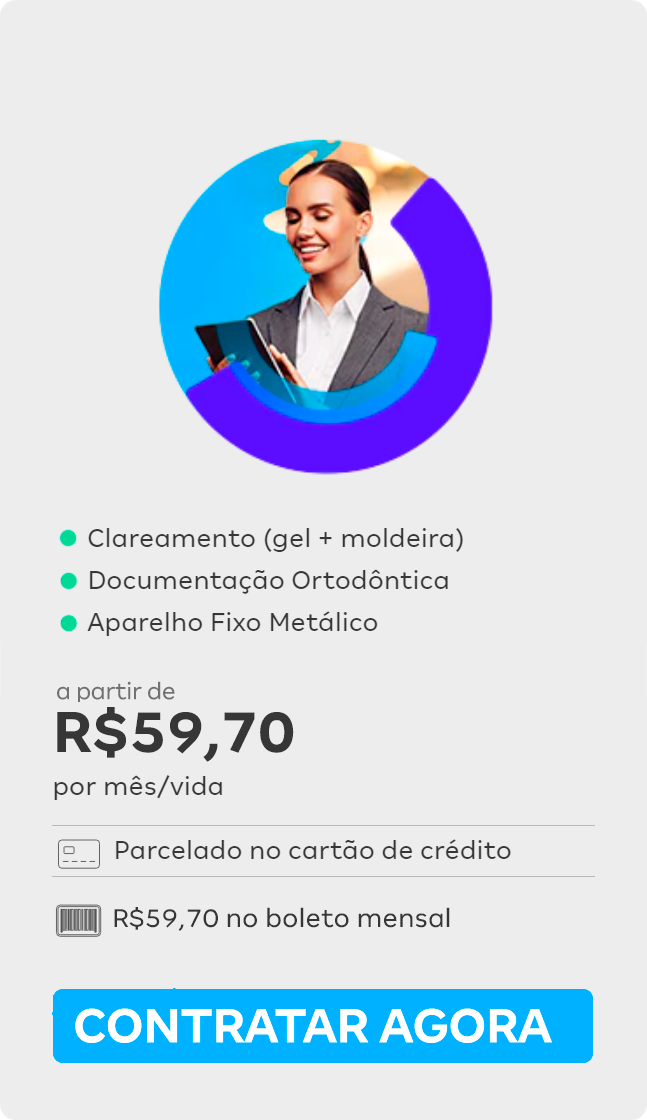 Clareamento (gel + moldeira)
Documentação Ortodôntica
Aparelho Fixo Metálico
a partir de
R$59,70
por mês/vida
Parcelado no cartão de crédito
R$59,70 no boleto mensal
CONTRATAR AGORA